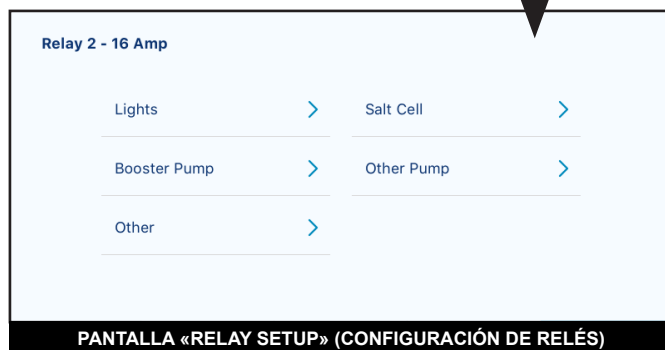 Relay 2 - 16 Amp
Lights
Salt Cell
Booster Pump
Other Pump
Other
PANTALLA «RELAY SETUP» (CONFIGURACIÓN DE RELÉS)